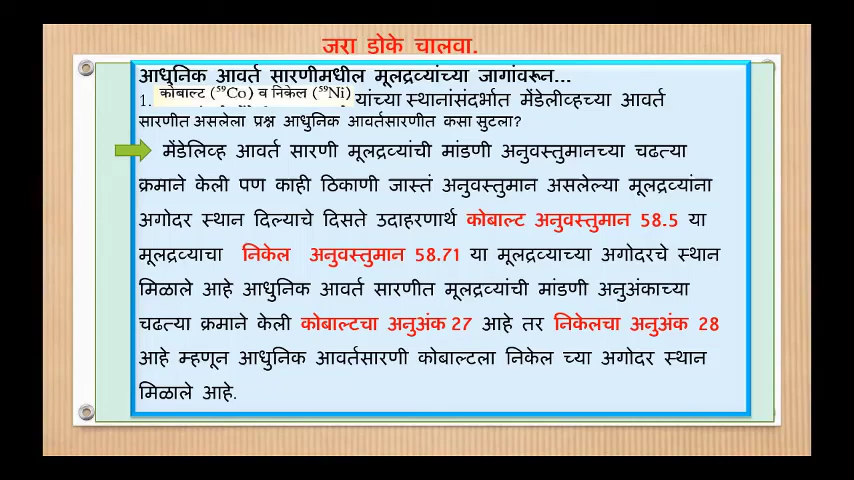 जरा डोके चालवा.
आधुनिक आवर्त सारणीमधील मूलद्रव्यांच्या जागांवरून...
1. कोबाल्ट (⁵⁹Co) व निकेल (⁵⁹Ni) यांच्या स्थानांसंदर्भात मेंडेलीव्हच्या आवर्त
सारणीत असलेला प्रश्न आधुनिक आवर्तसारणीत कसा सुटला?
मेंडेलिव्ह आवर्त सारणी मूलद्रव्यांची मांडणी अनुवस्तुमानच्या चढत्या
क्रमाने केली पण काही ठिकाणी जास्तं अनुवस्तुमान असलेल्या मूलद्रव्यांना
अगोदर स्थान दिल्याचे दिसते उदाहरणार्थ कोबाल्ट अनुवस्तुमान 58.5 या
मूलद्रव्याचा निकेल अनुवस्तुमान 58.71 या मूलद्रव्याच्या अगोदरचे स्थान
मिळाले आहे आधुनिक आवर्त सारणीत मूलद्रव्यांची मांडणी अनुअंकाच्या
चढत्या क्रमाने केली कोबाल्टचा अनुअंक 27 आहे तर निकेलचा अनुअंक 28
आहे म्हणून आधुनिक आवर्तसारणी कोबाल्टला निकेल च्या अगोदर स्थान
मिळाले आहे.